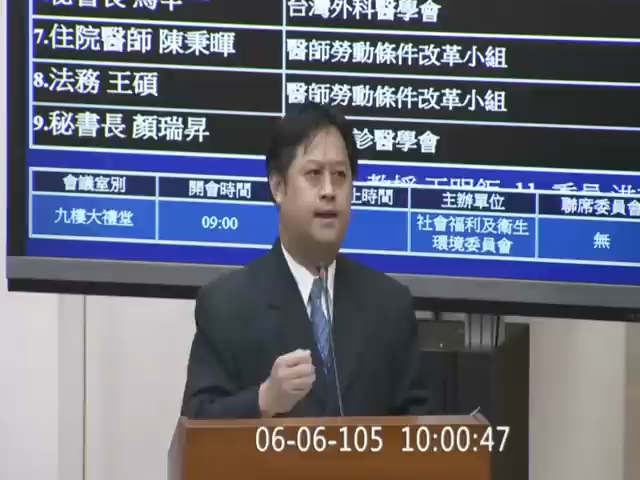 台灣外科醫學會
7.住院醫師 陳秉暉 醫師勞動條件改革小組
8.法務 王碩 醫師勞動條件改革小組
9.秘書長 顏瑞昇 診醫學會
會議室別 開會時間 止時間 主辦單位 聯席委員會
九樓大禮堂 09:00 社會福利及衛生環境委員會 無
06-06-105 10:00:47